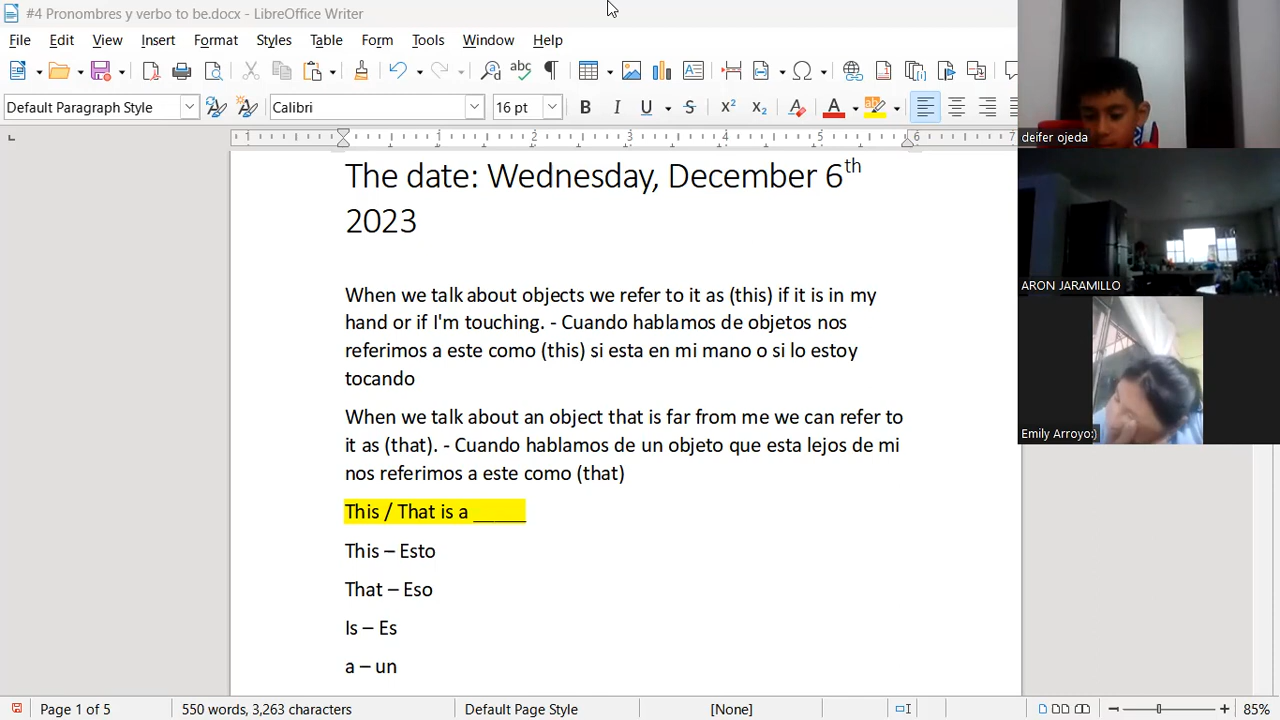 #4 Pronombres y verbo to be.docx - LibreOffice Writer
File Edit View Insert Format Styles Table Form Tools Window Help
Default Paragraph Style Calibri 16 pt
The date: Wednesday, December 6th
2023
When we talk about objects we refer to it as (this) if it is in my
hand or if I'm touching. - Cuando hablamos de objetos nos
referimos a este como (this) si esta en mi mano o si lo estoy
tocando
When we talk about an object that is far from me we can refer to
it as (that). - Cuando hablamos de un objeto que esta lejos de mi
nos referimos a este como (that)
This / That is a _____
This – Esto
That – Eso
Is – Es
a – un
deifer ojeda
ARON JARAMILLO
Emily Arroyo:)
Page 1 of 5 550 words, 3,263 characters Default Page Style [None] 85%